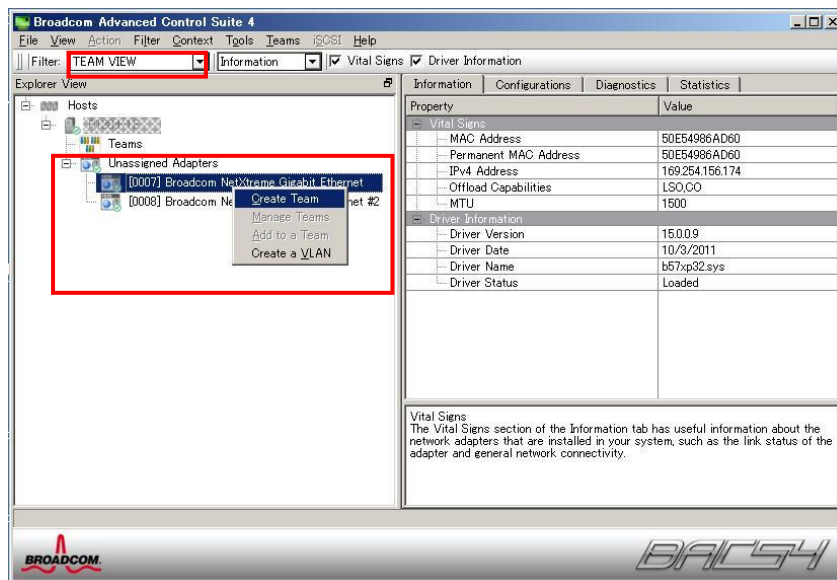 Broadcom Advanced Control Suite 4
File View Action Filter Context Tools Teams iSCSI Help
Filter: TEAM VIEW Information Vital Signs Driver Information
Explorer View
Hosts
Teams
Unassigned Adapters
[0007] Broadcom NetXtreme Gigabit Ethernet
[0008] Broadcom Ne net #2
Create Team
Manage Teams
Add to a Team
Create a VLAN
Information Configurations Diagnostics Statistics
Property Value
Vital Signs
MAC Address 50E54986AD60
Permanent MAC Address 50E54986AD60
IPv4 Address 169.254.156.174
Offload Capabilities LSO,CO
MTU 1500
Driver Information
Driver Version 15.0.0.9
Driver Date 10/3/2011
Driver Name b57xp32.sys
Driver Status Loaded
Vital Signs
The Vital Signs section of the Information tab has useful information about the
network adapters that are installed in your system, such as the link status of the
adapter and general network connectivity.
BROADCOM.
BACS4